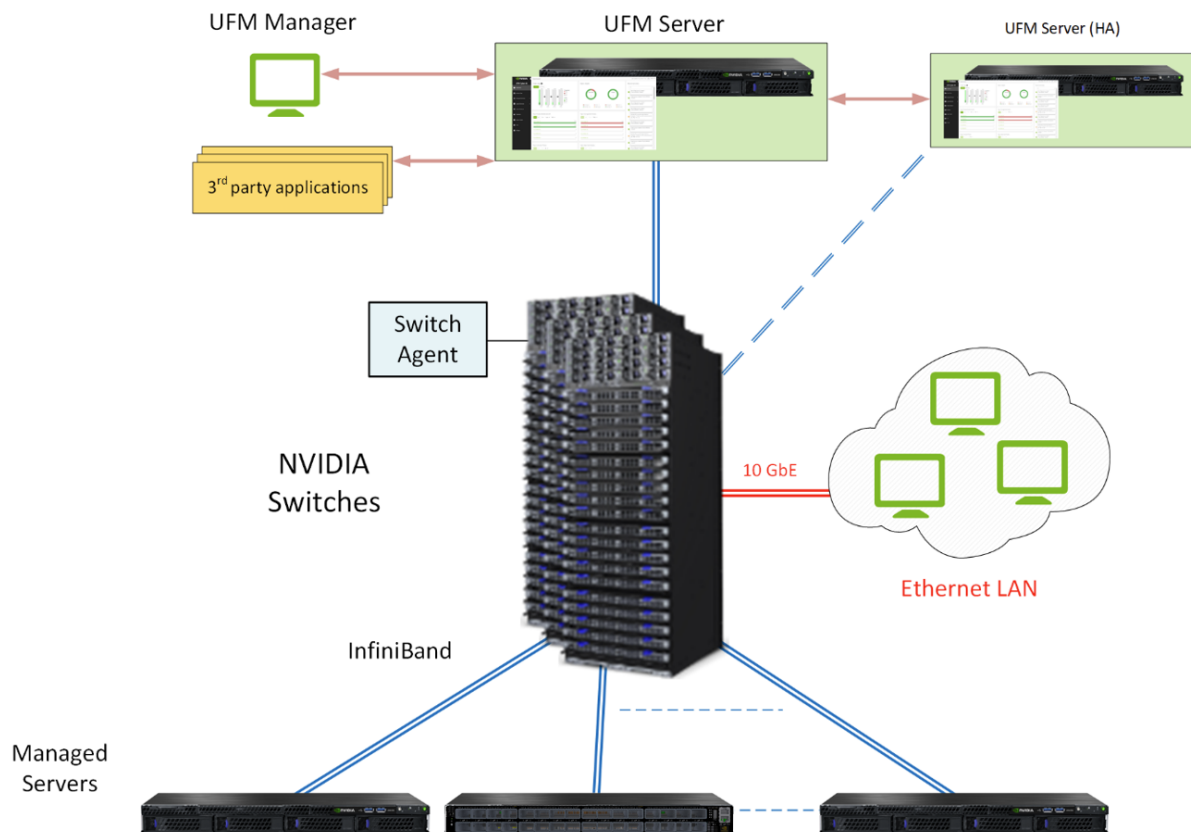 UFM Manager
UFM Server
UFM Server (HA)
3rd party applications
Switch
Agent
NVIDIA
Switches
10 GbE
Ethernet LAN
InfiniBand
Managed
Servers